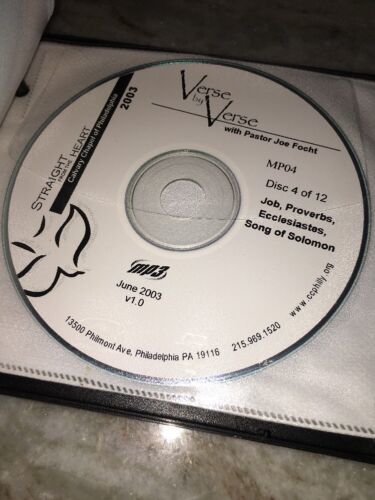 STRAIGHT
FROM THE HEART
Calvary Chapel of Philadelphia
2003
Verse
by
Verse
with Pastor Joe Focht
MP04
Disc 4 of 12
Job, Proverbs,
Ecclesiastes,
Song of Solomon
mp3
June 2003
v1.0
www.ccphilly.org
13500 Philmont Ave, Philadelphia PA 19116 215.969.1520